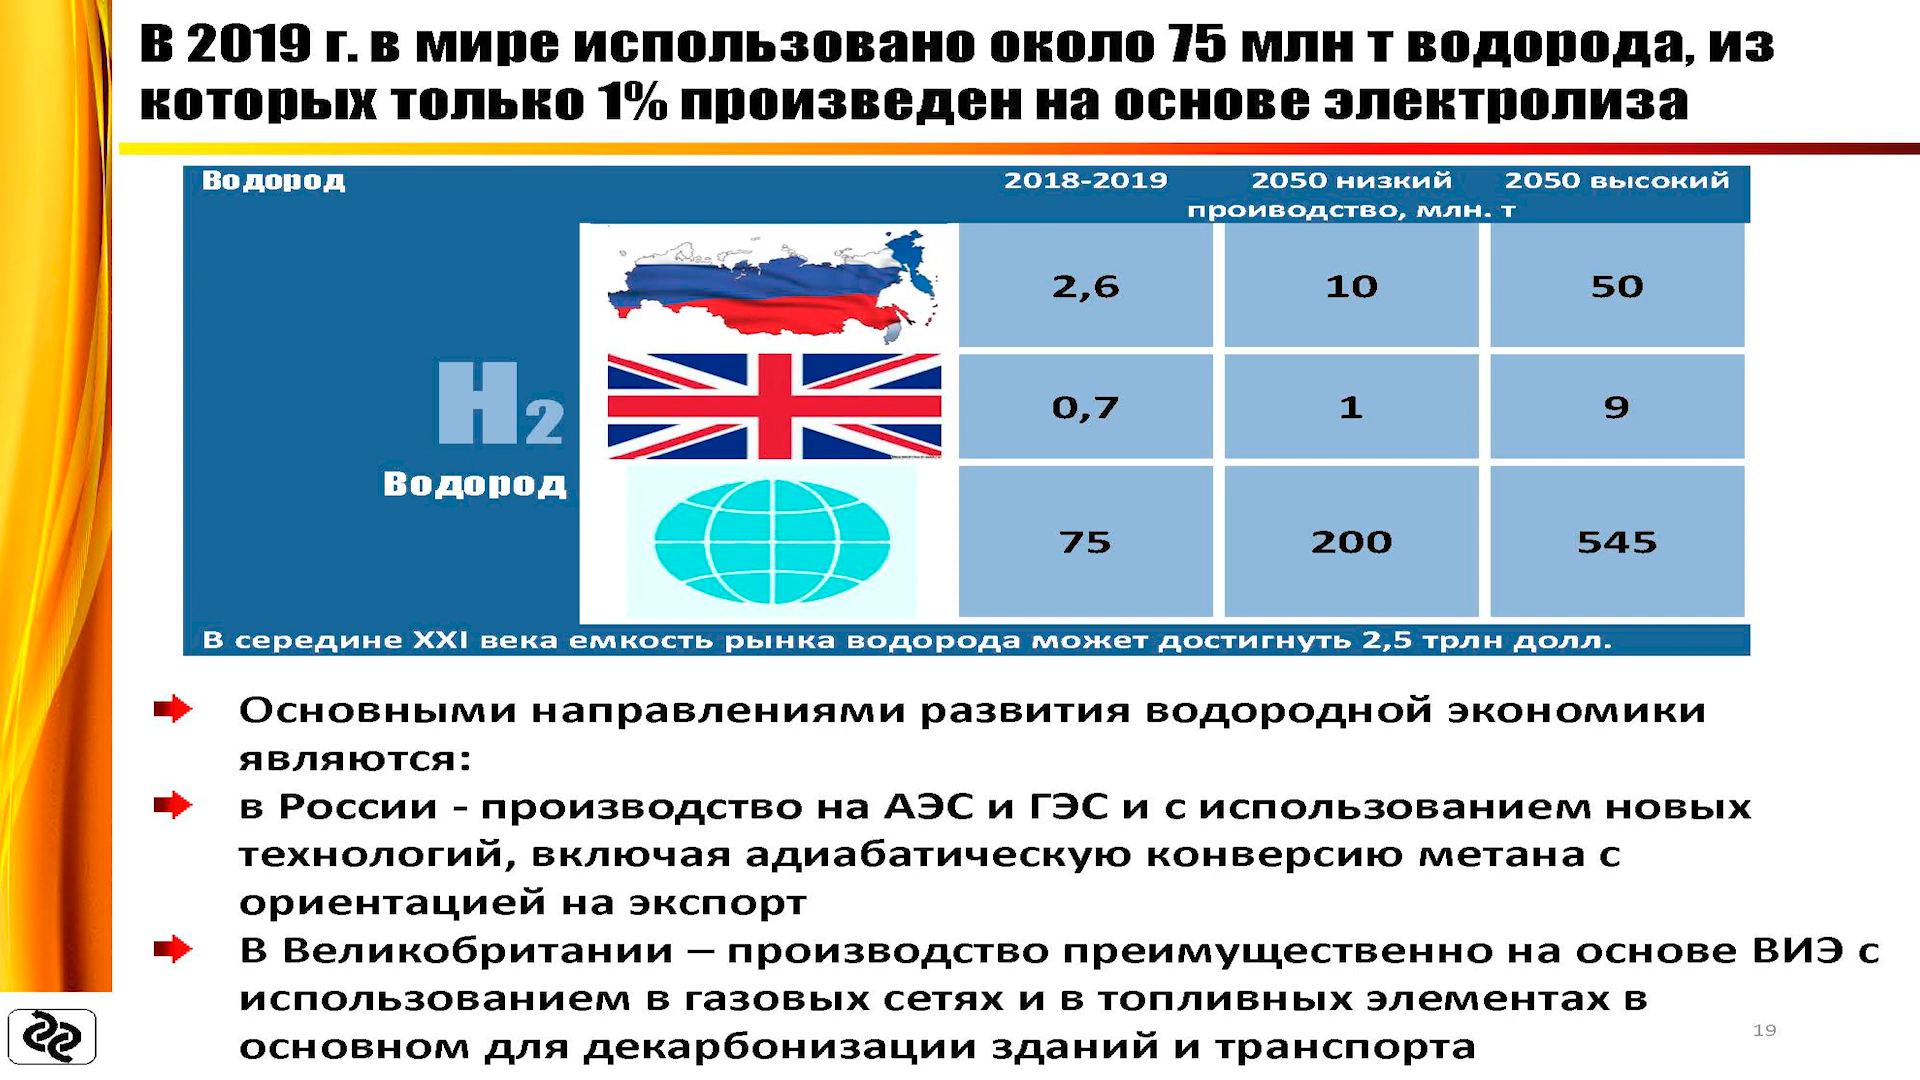 В 2019 г. в мире использовано около 75 млн т водорода, из
которых только 1% произведен на основе электролиза
Водород 2018-2019 2050 низкий 2050 высокий
проиводство, млн. т
2,6 10 50
H2
Водород
0,7 1 9
75 200 545
В середине XXI века емкость рынка водорода может достигнуть 2,5 трлн долл.
Основными направлениями развития водородной экономики
являются:
в России - производство на АЭС и ГЭС и с использованием новых
технологий, включая адиабатическую конверсию метана с
ориентацией на экспорт
В Великобритании – производство преимущественно на основе ВИЭ с
использованием в газовых сетях и в топливных элементах в
основном для декарбонизации зданий и транспорта
19